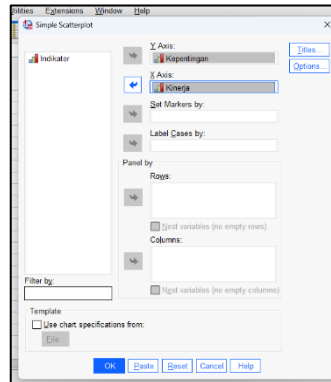 ilities Extensions Window Help
Simple Scatterplot
Indikator
Y Axis:
Kepentingan
X Axis:
Kinerja
Set Markers by:
Label Cases by:
Titles...
Options...
Panel by
Rows:
Nest variables (no empty rows)
Columns:
Nest variables (no empty columns)
Filter by:
Template
Use chart specifications from:
File...
OK Paste Reset Cancel Help